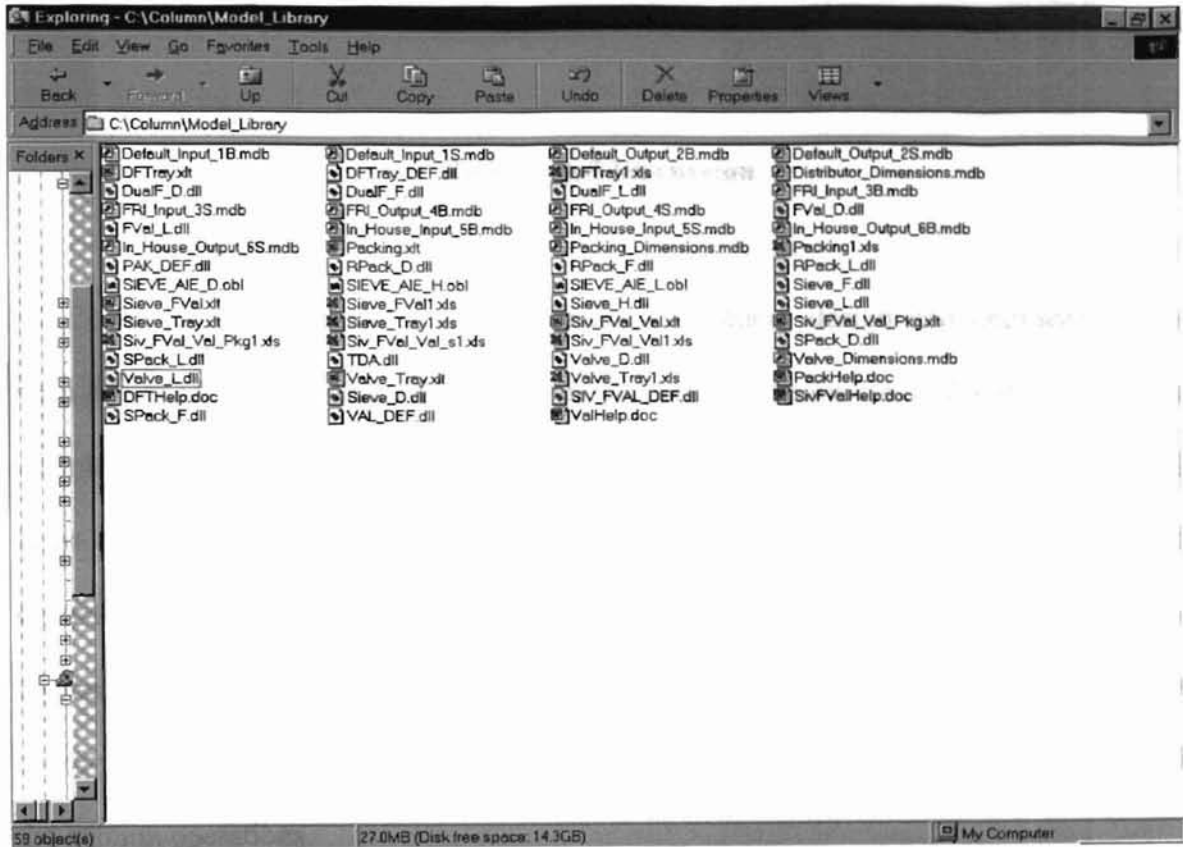 Exploring - C:\Column\Model_Library
File Edit View Go Favorites Tools Help
Back Forward Up Cut Copy Paste Undo Delete Properties Views
Address C:\Column\Model_Library
Folders
Default_Input_1B.mdb Default_Input_1S.mdb Default_Output_2B.mdb Default_Output_2S.mdb
DFTray.xlt DFTray_DEF.dll DFTray1.xls Distributor_Dimensions.mdb
DualF_D.dll DualF_F.dll DualF_L.dll FRI_Input_3B.mdb
FRI_Input_3S.mdb FRI_Output_4B.mdb FRI_Output_4S.mdb FVal_D.dll
FVal_L.dll In_House_Input_5B.mdb In_House_Input_5S.mdb In_House_Output_6B.mdb
In_House_Output_6S.mdb Packing.xlt Packing_Dimensions.mdb Packing1.xls
PAK_DEF.dll RPack_D.dll RPack_F.dll RPack_L.dll
SIEVE_AIE_D.obl SIEVE_AIE_H.obl SIEVE_AIE_L.obl Sieve_F.dll
Sieve_FVal.xlt Sieve_FVal1.xls Sieve_H.dll Sieve_L.dll
Sieve_Tray.xlt Sieve_Tray1.xls Siv_FVal_Val.xlt Siv_FVal_Val_Pkg.xlt
Siv_FVal_Val_Pkg1.xls Siv_FVal_Val_s1.xls Siv_FVal_Val1.xls SPack_D.dll
SPack_L.dll TDA.dll Valve_D.dll Valve_Dimensions.mdb
Valve_L.dll Valve_Tray.xlt Valve_Tray1.xls PackHelp.doc
DFTHelp.doc Sieve_D.dll SIV_FVAL_DEF.dll SivFValHelp.doc
SPack_F.dll VAL_DEF.dll ValHelp.doc
59 object(s) 27.0MB (Disk free space: 14.3GB) My Computer